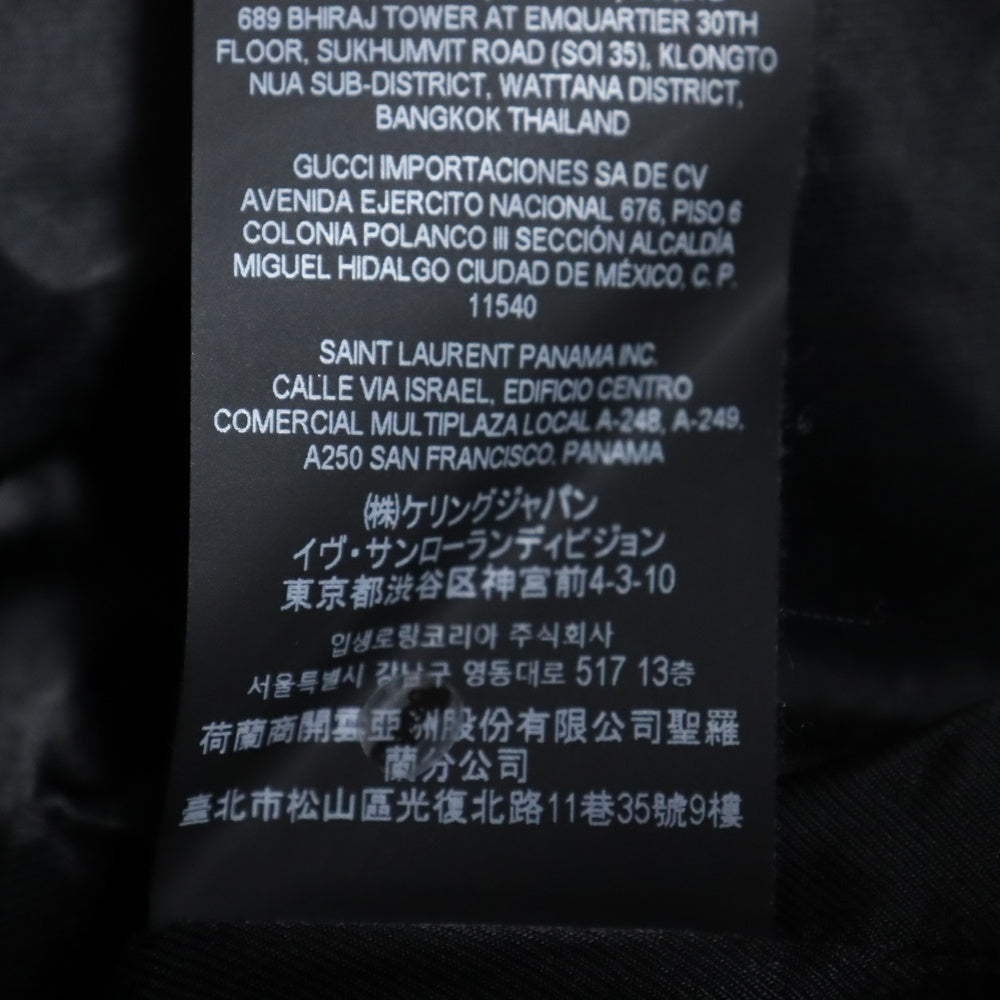 689 BHIRAJ TOWER AT EMQUARTIER 30TH
FLOOR, SUKHUMVIT ROAD (SOI 35), KLONGTO
NUA SUB-DISTRICT, WATTANA DISTRICT,
BANGKOK THAILAND
GUCCI IMPORTACIONES SA DE CV
AVENIDA EJERCITO NACIONAL 676, PISO 6
COLONIA POLANCO III SECCIÓN ALCALDÍA
MIGUEL HIDALGO CIUDAD DE MÉXICO, C. P.
11540
SAINT LAURENT PANAMA INC.
CALLE VIA ISRAEL, EDIFICIO CENTRO
COMERCIAL MULTIPLAZA LOCAL A-248, A-249,
A250 SAN FRANCISCO, PANAMA
(株)ケリングジャパン
イヴ・サンローランディビジョン
東京都渋谷区神宮前4-3-10
입생로랑코리아 주식회사
서울특별시 강남구 영동대로 517 13층
荷蘭商開雲亞洲股份有限公司聖羅
蘭分公司
臺北市松山區光復北路11巷35號9樓